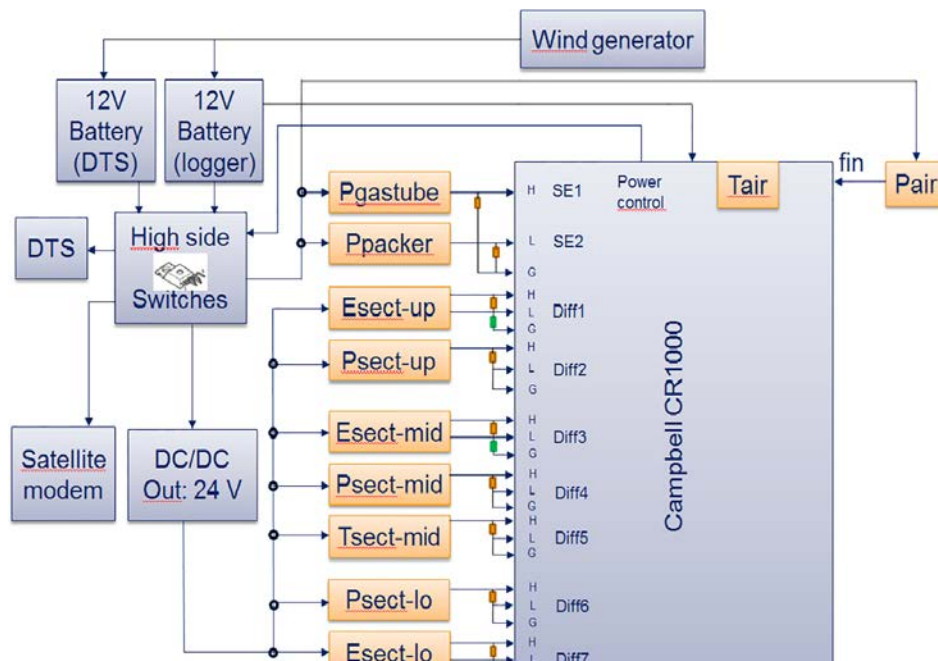 Wind generator
12V
Battery
(DTS)
12V
Battery
(logger)
High side
Switches
DTS
Satellite
modem
DC/DC
Out: 24 V
Pgastube
Ppacker
Esect-up
Psect-up
Esect-mid
Psect-mid
Tsect-mid
Psect-lo
Esect-lo
H SE1
L SE2
G
H
L Diff1
G
H
L Diff2
G
H
L Diff3
G
H
L Diff4
G
H
L Diff5
G
H
L Diff6
G
H
L Diff7
Power
control
Tair
fin
Pair
Campbell CR1000